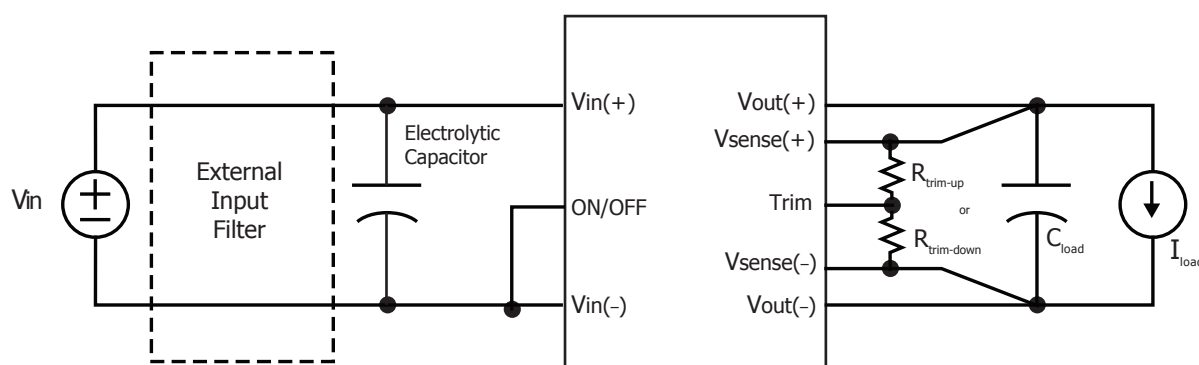 Vin
External
Input
Filter
Electrolytic
Capacitor
Vin(+)
ON/OFF
Vin(−)
Vout(+)
Vsense(+)
Trim
Vsense(−)
Vout(−)
Rtrim-up
or
Rtrim-down
Cload
Iload